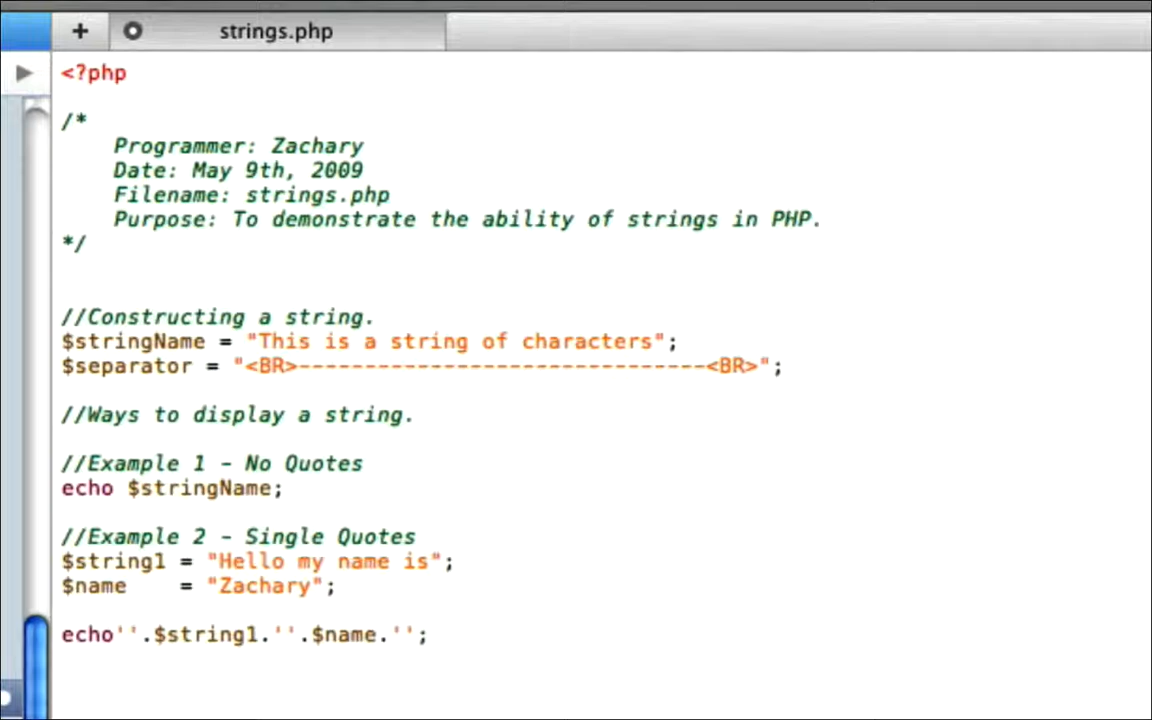 + strings.php
<?php
/*
Programmer: Zachary
Date: May 9th, 2009
Filename: strings.php
Purpose: To demonstrate the ability of strings in PHP.
*/
//Constructing a string.
$stringName = "This is a string of characters";
$separator = "<BR>-------------------------------<BR>";
//Ways to display a string.
//Example 1 - No Quotes
echo $stringName;
//Example 2 - Single Quotes
$string1 = "Hello my name is";
$name    = "Zachary";
echo''.$string1.''.$name.'';